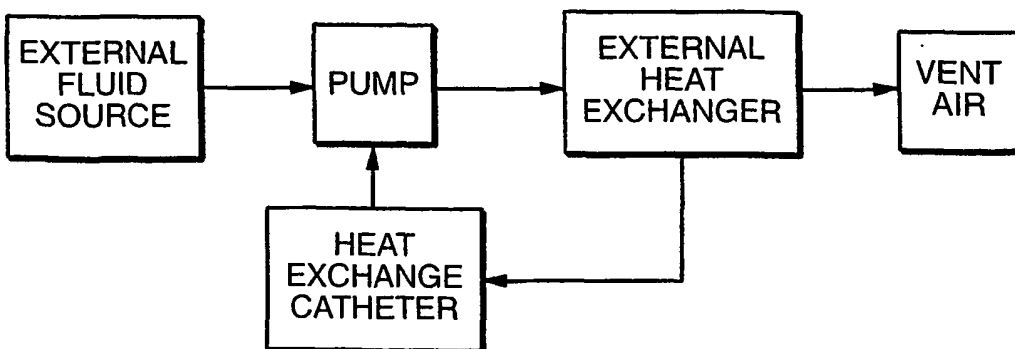 EXTERNAL
FLUID
SOURCE
PUMP
EXTERNAL
HEAT
EXCHANGER
VENT
AIR
HEAT
EXCHANGE
CATHETER